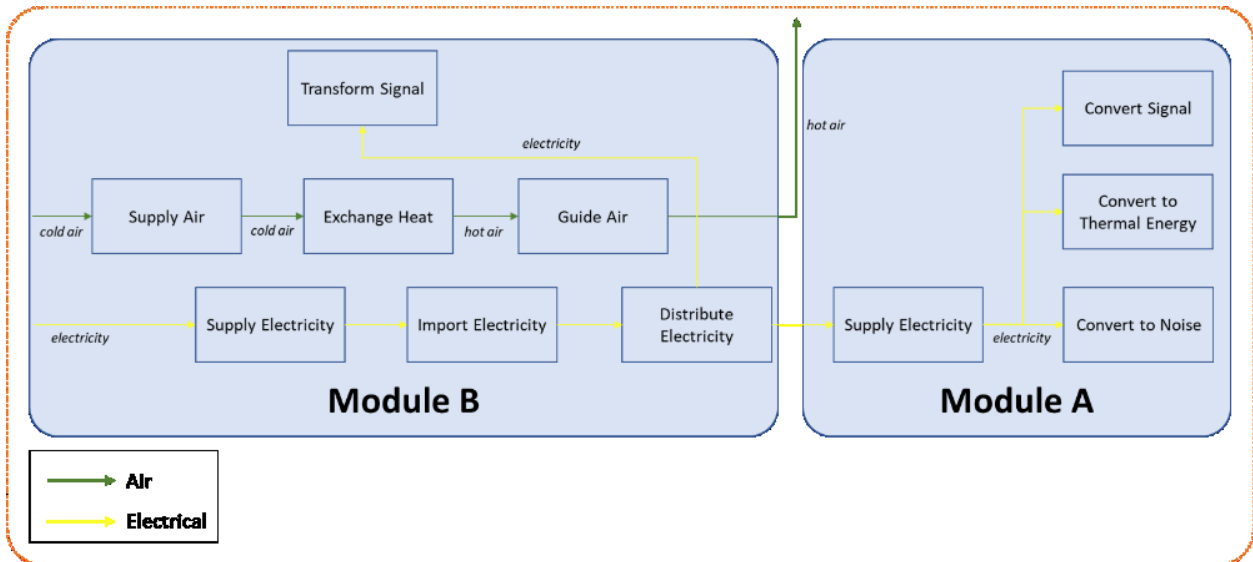 Transform Signal
electricity
hot air
Convert Signal
Supply Air
Exchange Heat
Guide Air
cold air
cold air
hot air
Convert to
Thermal Energy
Supply Electricity
Import Electricity
Distribute
Electricity
Supply Electricity
Convert to Noise
electricity
electricity
Module B
Module A
Air
Electrical